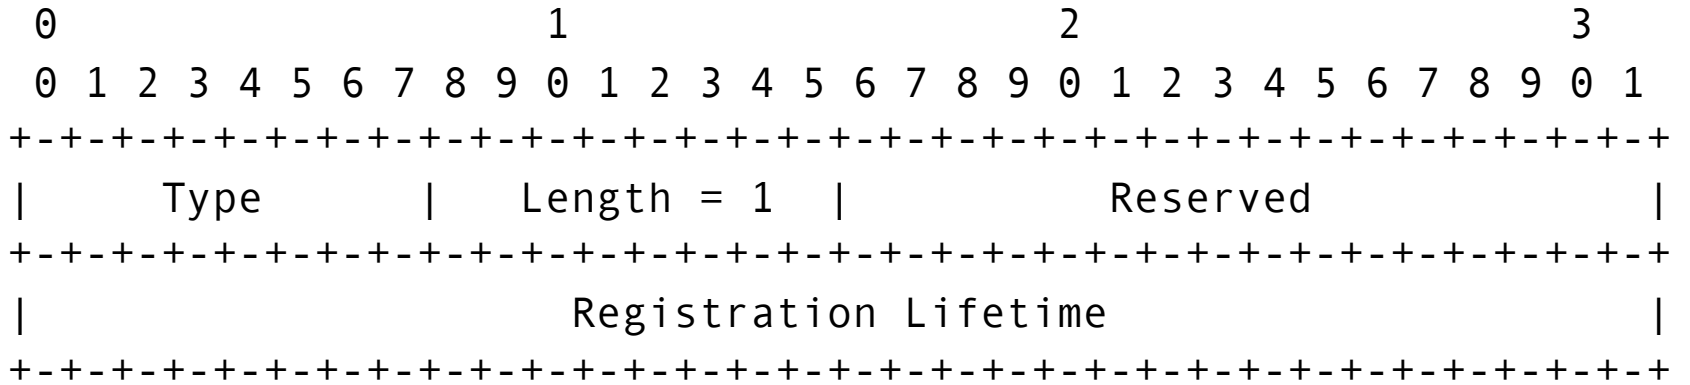 0                   1                   2                   3
 0 1 2 3 4 5 6 7 8 9 0 1 2 3 4 5 6 7 8 9 0 1 2 3 4 5 6 7 8 9 0 1
+-+-+-+-+-+-+-+-+-+-+-+-+-+-+-+-+-+-+-+-+-+-+-+-+-+-+-+-+-+-+-+-+
|     Type      |   Length = 1  |          Reserved             |
+-+-+-+-+-+-+-+-+-+-+-+-+-+-+-+-+-+-+-+-+-+-+-+-+-+-+-+-+-+-+-+-+
|                     Registration Lifetime                     |
+-+-+-+-+-+-+-+-+-+-+-+-+-+-+-+-+-+-+-+-+-+-+-+-+-+-+-+-+-+-+-+-+